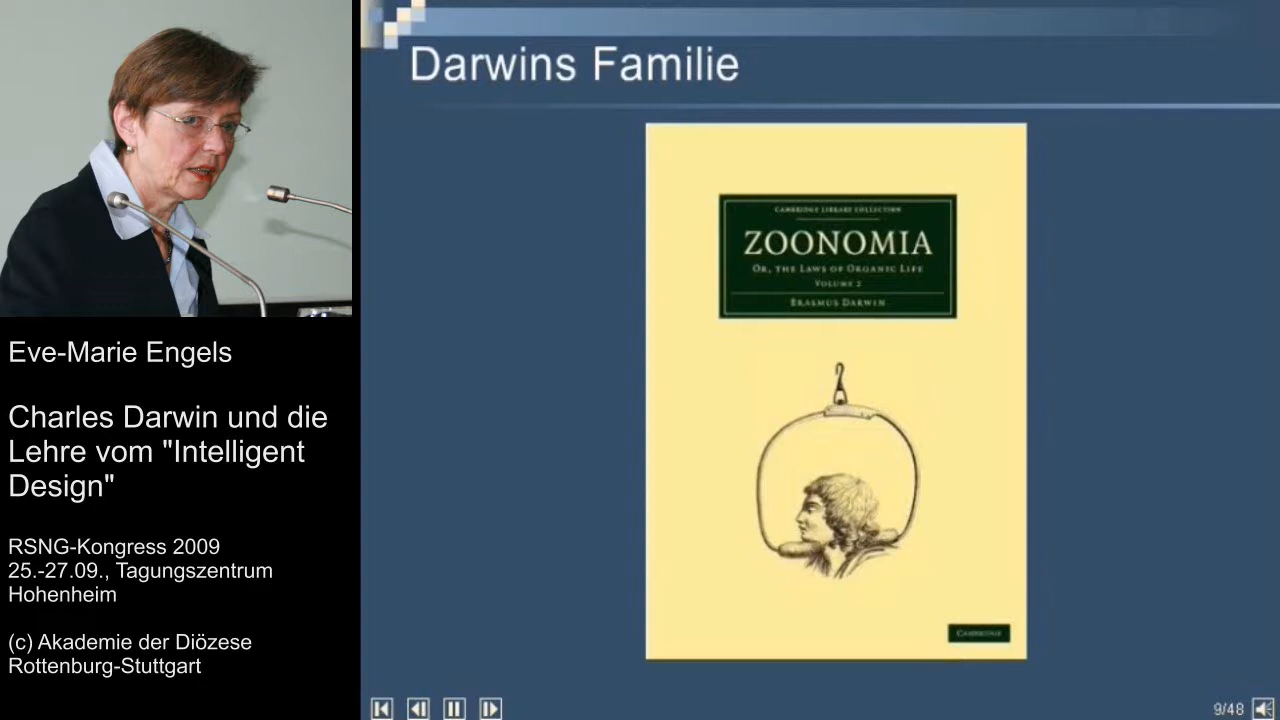 Darwins Familie
CAMBRIDGE LIBRARY COLLECTION
ZOONOMIA
OR, THE LAWS OF ORGANIC LIFE
VOLUME 2
ERASMUS DARWIN
CAMBRIDGE
Eve-Marie Engels
Charles Darwin und die
Lehre vom "Intelligent
Design"
RSNG-Kongress 2009
25.-27.09., Tagungszentrum
Hohenheim
(c) Akademie der Diözese
Rottenburg-Stuttgart
9/48